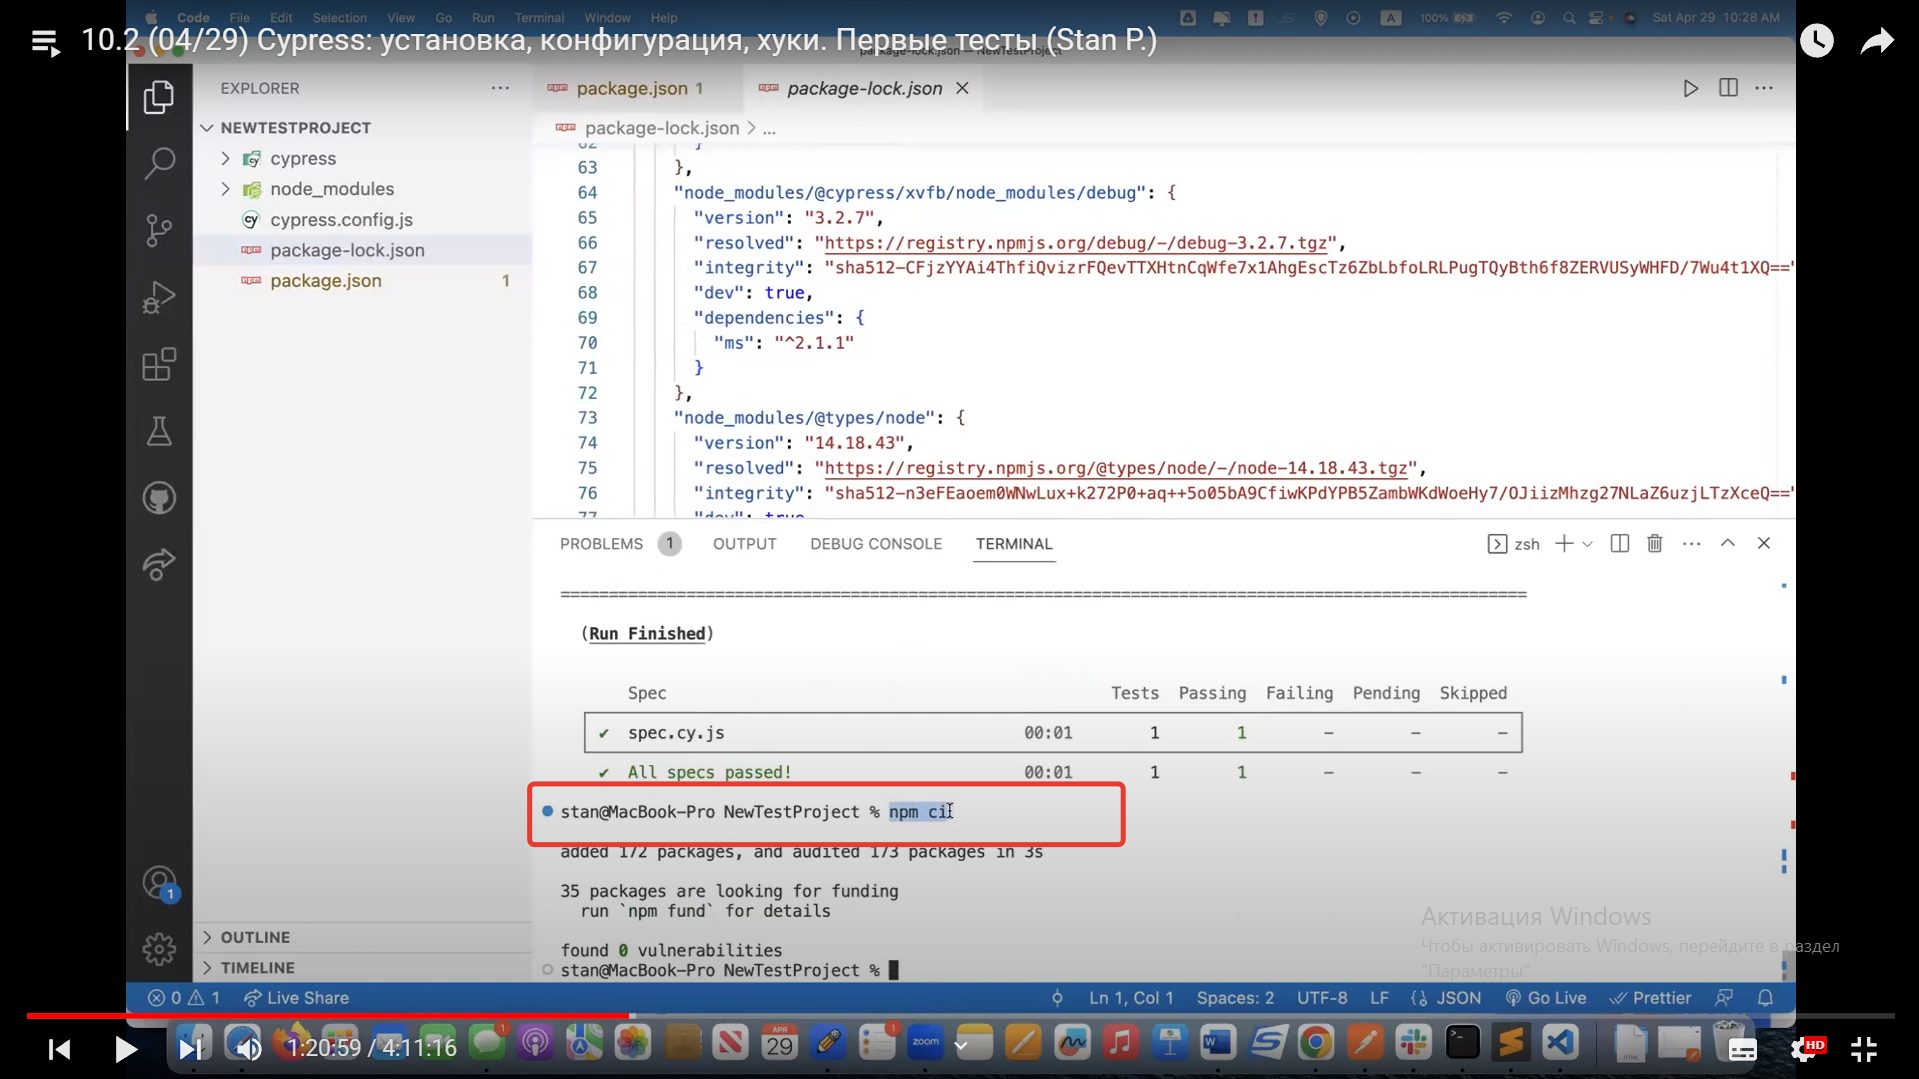 Code File Edit Selection View Go Run Terminal Window Help 100% Sat Apr 29 10:28 AM
10.2 (04/29) Cypress: установка, конфигурация, хуки. Первые тесты (Stan P.)
package-lock.json — NewTestProject
EXPLORER
package.json 1
package-lock.json
NEWTESTPROJECT
package-lock.json > ...
cypress
node_modules
cypress.config.js
package-lock.json
package.json 1
62 }
63 },
64 "node_modules/@cypress/xvfb/node_modules/debug": {
65 "version": "3.2.7",
66 "resolved": "https://registry.npmjs.org/debug/-/debug-3.2.7.tgz",
67 "integrity": "sha512-CFjzYYAi4ThfiQvizrFQevTTXHtnCqWfe7x1AhgEscTz6ZbLbfoLRLPugTQyBth6f8ZERVUSyWHFD/7Wu4t1XQ=="
68 "dev": true,
69 "dependencies": {
70 "ms": "^2.1.1"
71 }
72 },
73 "node_modules/@types/node": {
74 "version": "14.18.43",
75 "resolved": "https://registry.npmjs.org/@types/node/-/node-14.18.43.tgz",
76 "integrity": "sha512-n3eFEaoem0WNwLux+k272P0+aq++5o05bA9CfiwKPdYPB5ZambWKdWoeHy7/OJiizMhzg27NLaZ6uzjLTzXceQ=="
77 "dev": true
PROBLEMS 1 OUTPUT DEBUG CONSOLE TERMINAL zsh
(Run Finished)
Spec Tests Passing Failing Pending Skipped
✔ spec.cy.js 00:01 1 1 - - -
✔ All specs passed! 00:01 1 1 - - -
stan@MacBook-Pro NewTestProject % npm ci
added 172 packages, and audited 173 packages in 3s
35 packages are looking for funding
run `npm fund` for details
found 0 vulnerabilities
stan@MacBook-Pro NewTestProject %
1
OUTLINE
TIMELINE
Активация Windows
Чтобы активировать Windows, перейдите в раздел
"Параметры".
0 1 Live Share Ln 1, Col 1 Spaces: 2 UTF-8 LF {} JSON Go Live Prettier
1:20:59 / 4:11:16
1
APR
29
1
zoom
HD